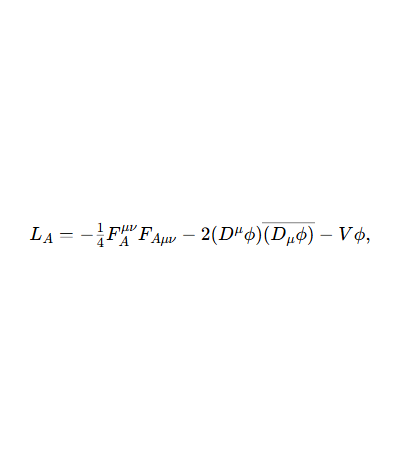 $L_A = -\frac{1}{4} F_A^{\mu\nu} F_{A\mu\nu} - 2(D^\mu \phi)\overline{(D_\mu \phi)} - V\phi,$